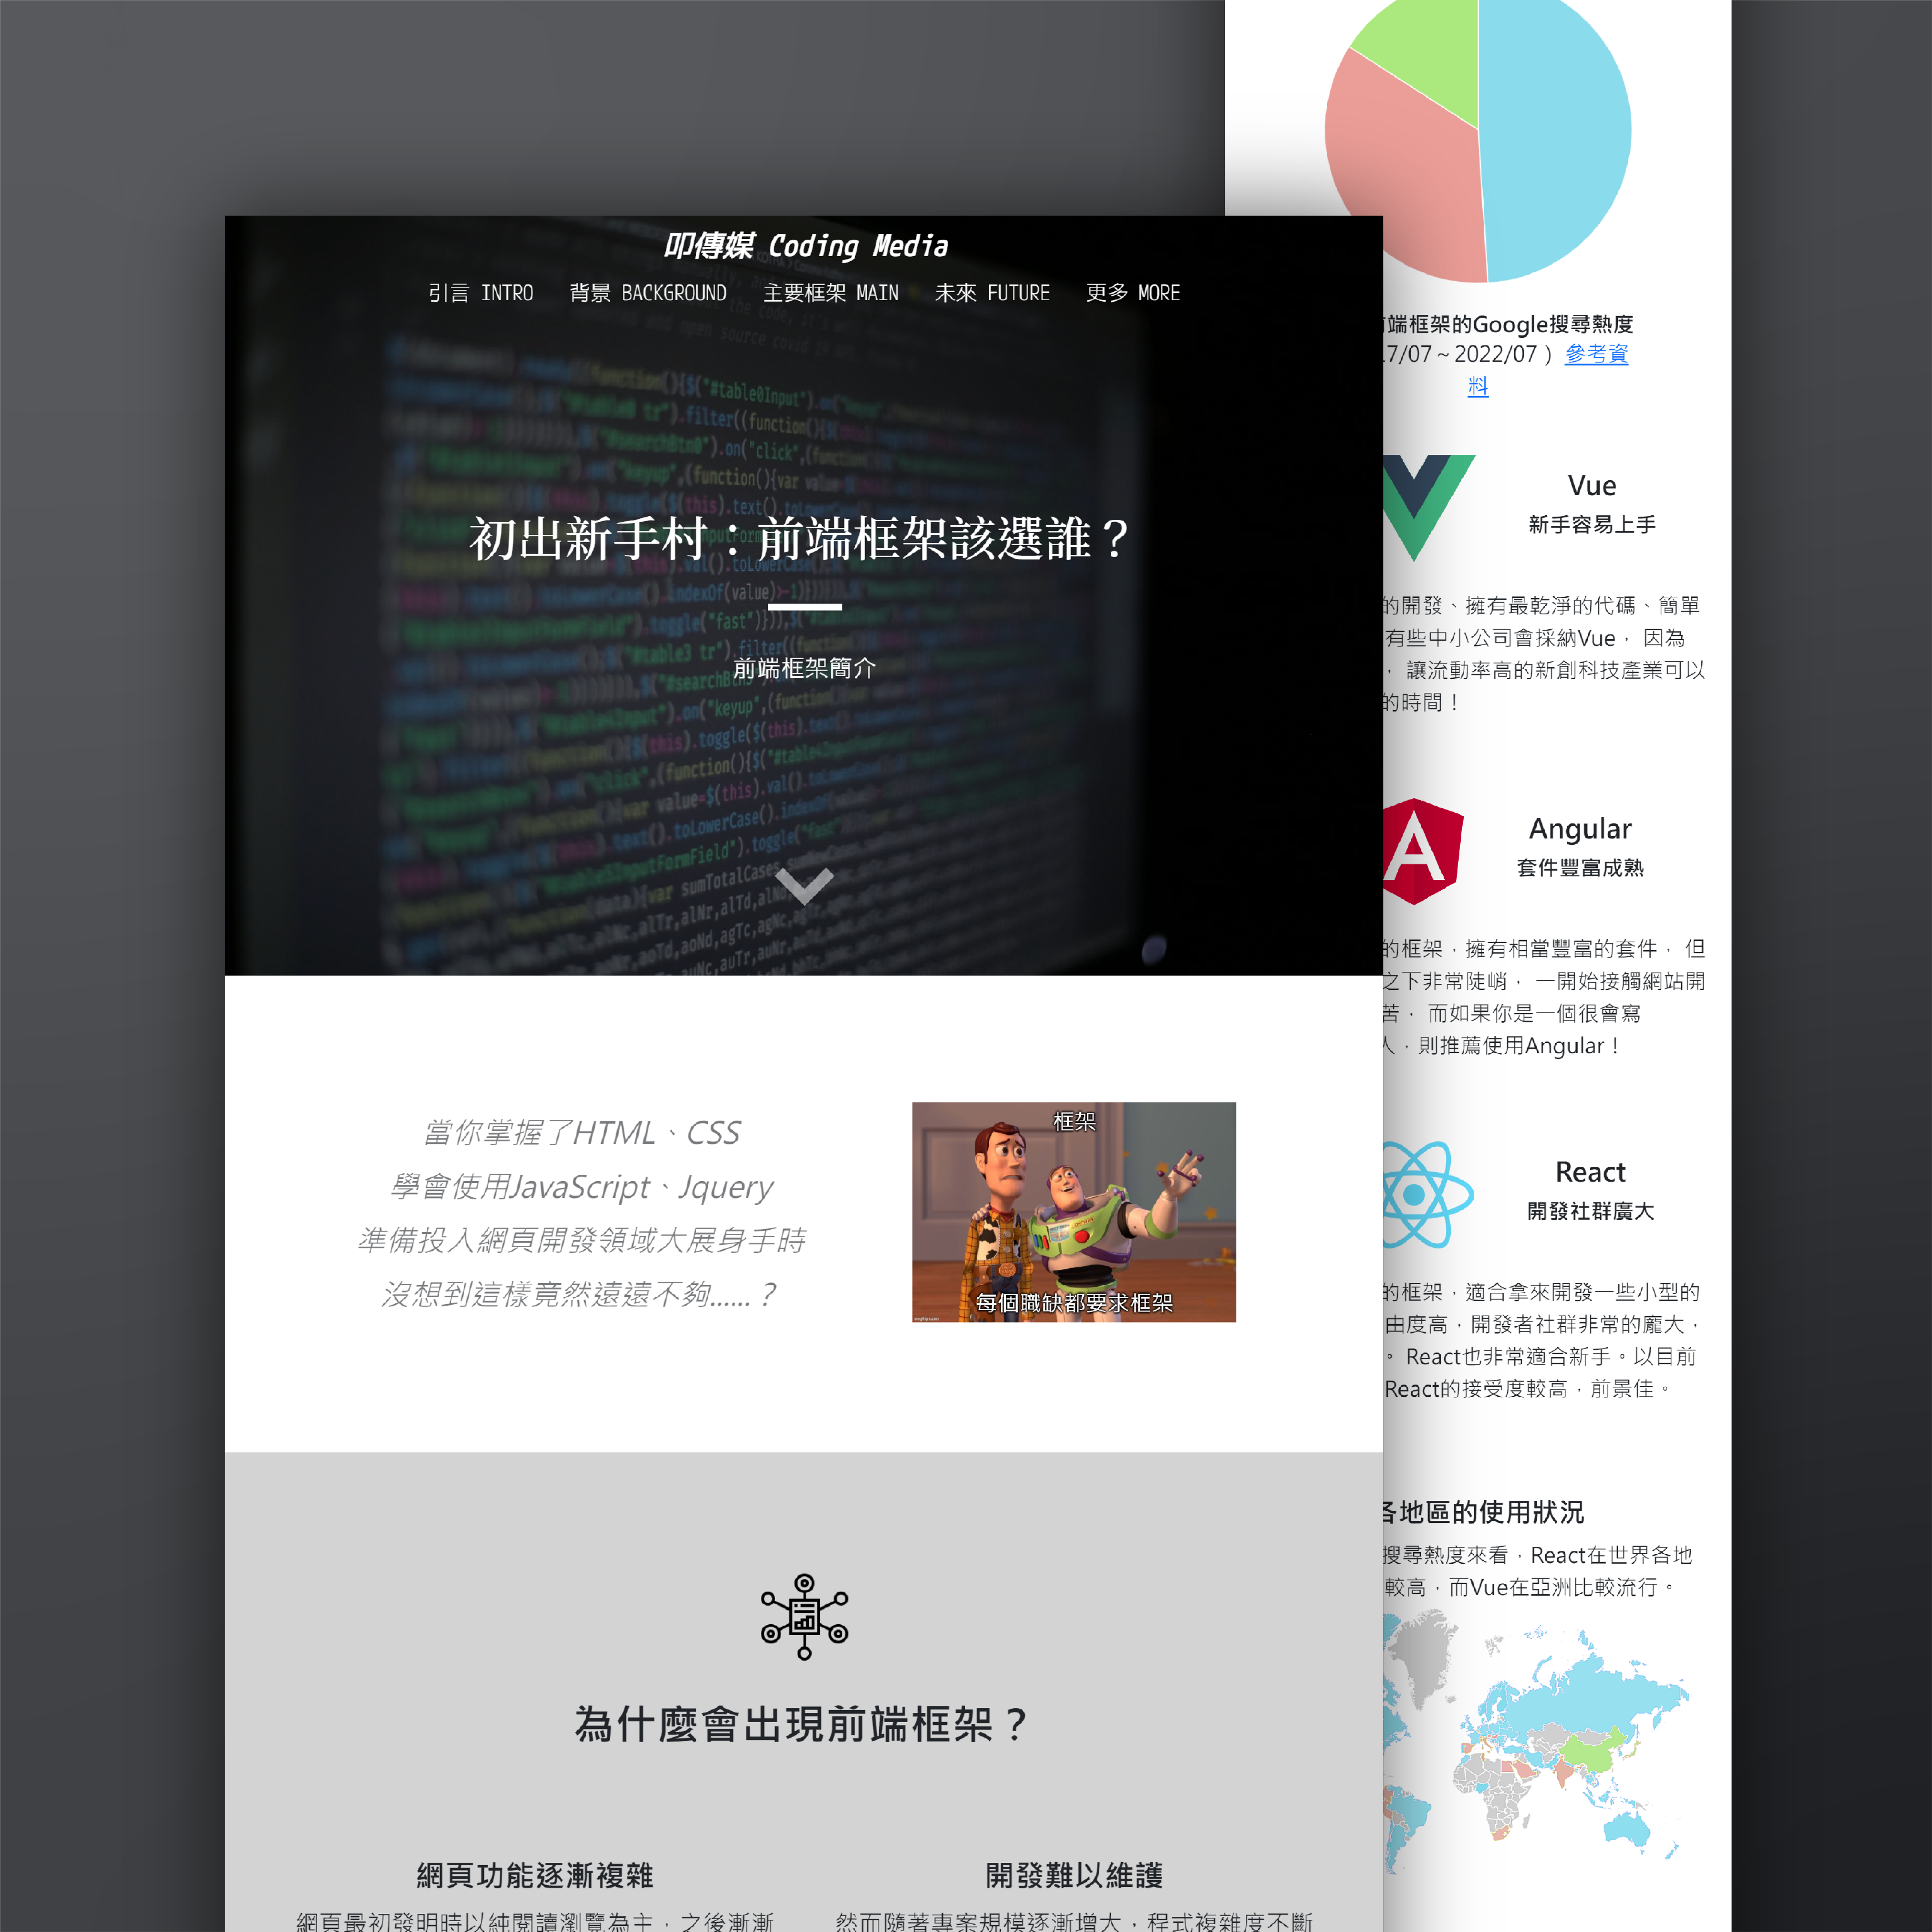 叩傳媒 Coding Media
引言 INTRO 背景 BACKGROUND 主要框架 MAIN 未來 FUTURE 更多 MORE
初出新手村：前端框架該選誰？
前端框架簡介
當你掌握了HTML、CSS
學會使用JavaScript、Jquery
準備投入網頁開發領域大展身手時
沒想到這樣竟然遠遠不夠......？
框架
每個職缺都要求框架
imgflip.com
為什麼會出現前端框架？
網頁功能逐漸複雜
網頁最初發明時以純閱讀瀏覽為主，之後漸漸
開發難以維護
然而隨著專案規模逐漸增大，程式複雜度不斷
端框架的Google搜尋熱度
7/07～2022/07） 參考資
料
Vue
新手容易上手
的開發、擁有最乾淨的代碼、簡單
有些中小公司會採納Vue， 因為
， 讓流動率高的新創科技產業可以
的時間！
Angular
套件豐富成熟
的框架，擁有相當豐富的套件， 但
之下非常陡峭， 一開始接觸網站開
苦， 而如果你是一個很會寫
人，則推薦使用Angular！
React
開發社群廣大
的框架，適合拿來開發一些小型的
由度高，開發者社群非常的龐大，
。 React也非常適合新手。以目前
React的接受度較高，前景佳。
各地區的使用狀況
搜尋熱度來看，React在世界各地
較高，而Vue在亞洲比較流行。